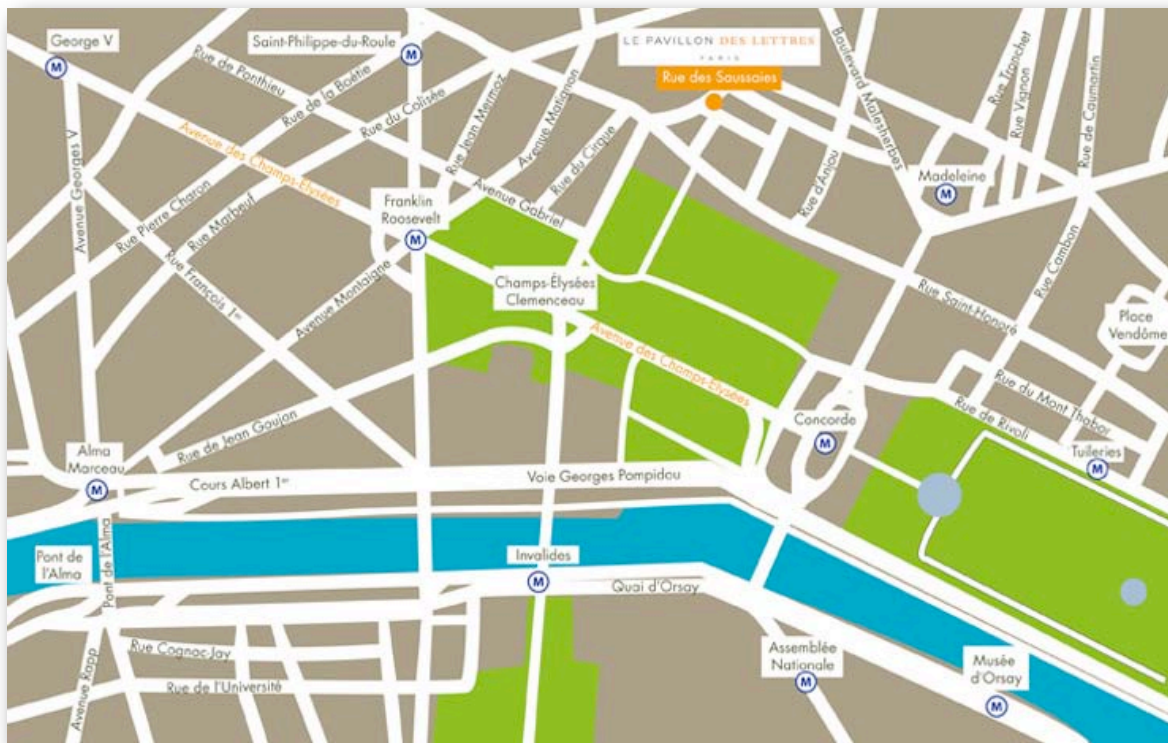 George V
M
Saint-Philippe-du-Roule
M
LE PAVILLON DES LETTRES
PARIS
Rue des Saussaies
Boulevard Malesherbes
Rue Tronchet
Rue Vignon
Rue de Caumartin
Rue de Ponthieu
Rue de la Boëtie
Rue du Colisée
Rue Jean Mermoz
Avenue Matignon
Rue du Cirque
Avenue des Champs-Elysées
Avenue Georges V
Rue Pierre Charon
Rue Marbeuf
Rue François 1er
Franklin
Roosevelt
M
Avenue Gabriel
Rue d'Anjou
Madeleine
M
Rue Cambon
Avenue Montaigne
Champs-Élysées
Clemenceau
Avenue des Champs-Elysées
Rue Saint-Honoré
Place
Vendôme
Rue du Mont Thabor
Rue de Rivoli
Concorde
M
Tuileries
M
Rue de Jean Goujon
Alma
Marceau
M
Cours Albert 1er
Voie Georges Pompidou
Pont de
l'Alma
Pont de l'Alma
Invalides
M
Quai d'Orsay
Avenue Rapp
Rue Cognac-Jay
Rue de l'Université
Assemblée
Nationale
M
Musée
d'Orsay
M